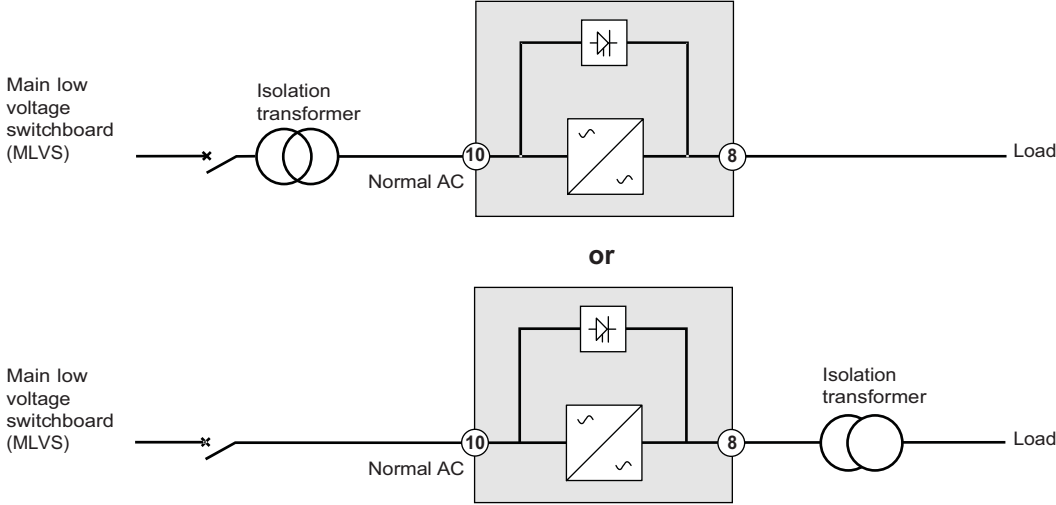 Main low
voltage
switchboard
(MLVS)
Isolation
transformer
10
Normal AC
8
Load
or
Main low
voltage
switchboard
(MLVS)
10
Normal AC
8
Isolation
transformer
Load